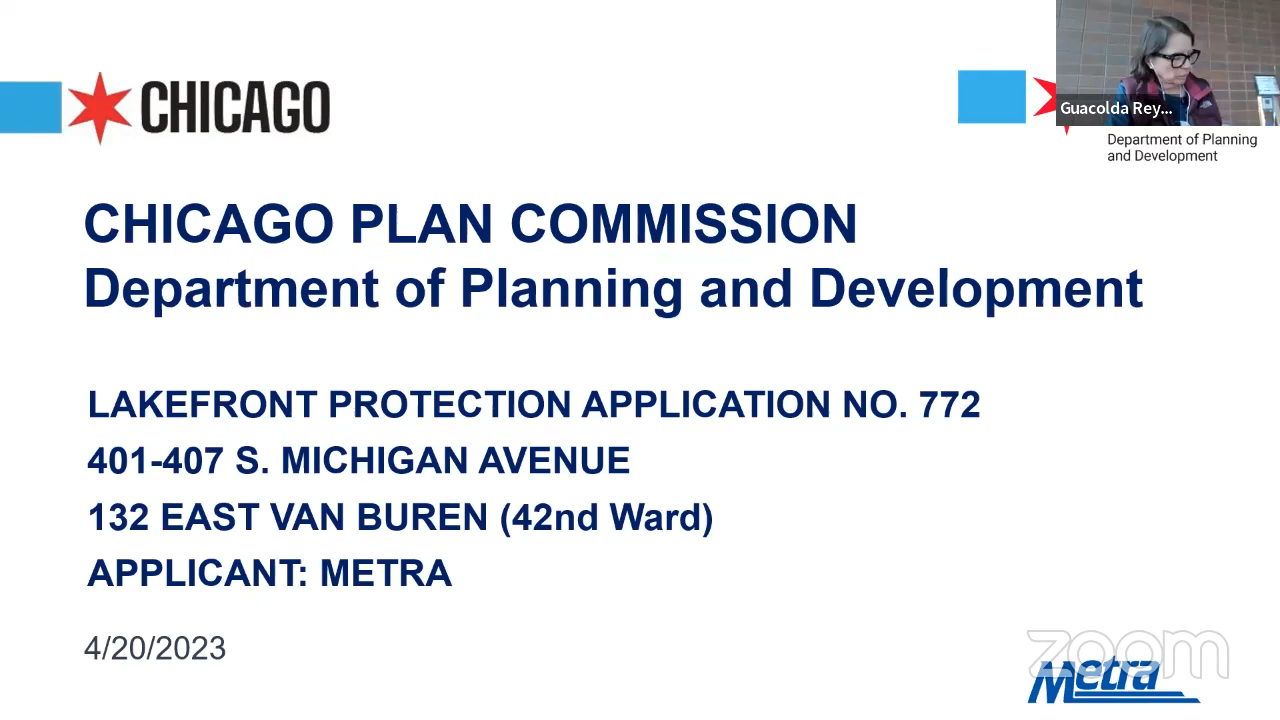 CHICAGO
Guacolda Rey...
Department of Planning
and Development
CHICAGO PLAN COMMISSION
Department of Planning and Development
LAKEFRONT PROTECTION APPLICATION NO. 772
401-407 S. MICHIGAN AVENUE
132 EAST VAN BUREN (42nd Ward)
APPLICANT: METRA
4/20/2023
zoom
Metra